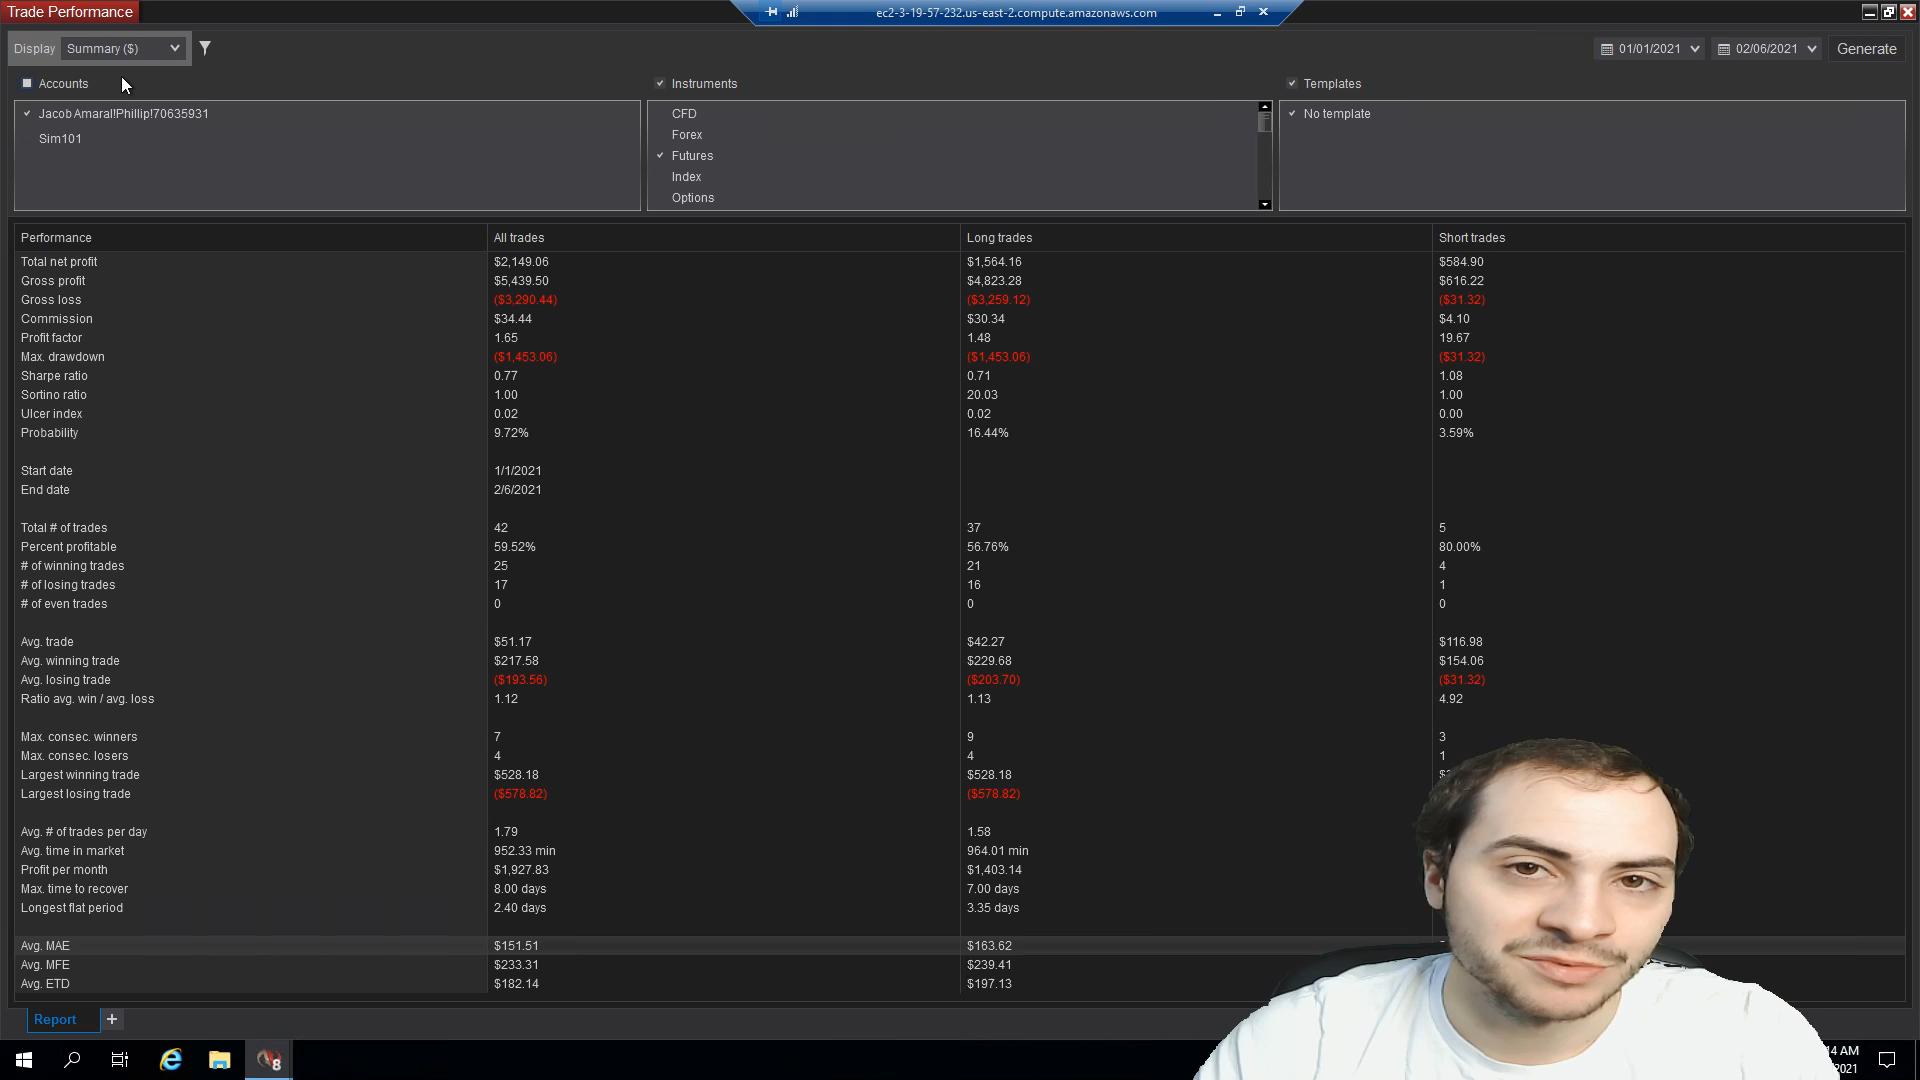 Trade Performance
ec2-3-19-57-232.us-east-2.compute.amazonaws.com
Display Summary ($) 01/01/2021 02/06/2021 Generate
Accounts Instruments Templates
Jacob Amaral!Phillip!70635931 CFD No template
Forex
Sim101
Futures
Index
Options
Performance All trades Long trades Short trades
Total net profit $2,149.06 $1,564.16 $584.90
Gross profit $5,439.50 $4,823.28 $616.22
Gross loss ($3,290.44) ($3,259.12) ($31.32)
Commission $34.44 $30.34 $4.10
Profit factor 1.65 1.48 19.67
Max. drawdown ($1,453.06) ($1,453.06) ($31.32)
Sharpe ratio 0.77 0.71 1.08
Sortino ratio 1.00 20.03 1.00
Ulcer index 0.02 0.02 0.00
Probability 9.72% 16.44% 3.59%
Start date 1/1/2021
End date 2/6/2021
Total # of trades 42 37 5
Percent profitable 59.52% 56.76% 80.00%
# of winning trades 25 21 4
# of losing trades 17 16 1
# of even trades 0 0 0
Avg. trade $51.17 $42.27 $116.98
Avg. winning trade $217.58 $229.68 $154.06
Avg. losing trade ($193.56) ($203.70) ($31.32)
Ratio avg. win / avg. loss 1.12 1.13 4.92
Max. consec. winners 7 9 3
Max. consec. losers 4 4 1
Largest winning trade $528.18 $528.18
Largest losing trade ($578.82) ($578.82)
Avg. # of trades per day 1.79 1.58
Avg. time in market 952.33 min 964.01 min
Profit per month $1,927.83 $1,403.14
Max. time to recover 8.00 days 7.00 days
Longest flat period 2.40 days 3.35 days
Avg. MAE $151.51 $163.62
Avg. MFE $233.31 $239.41
Avg. ETD $182.14 $197.13
Report +
8
AM
2021